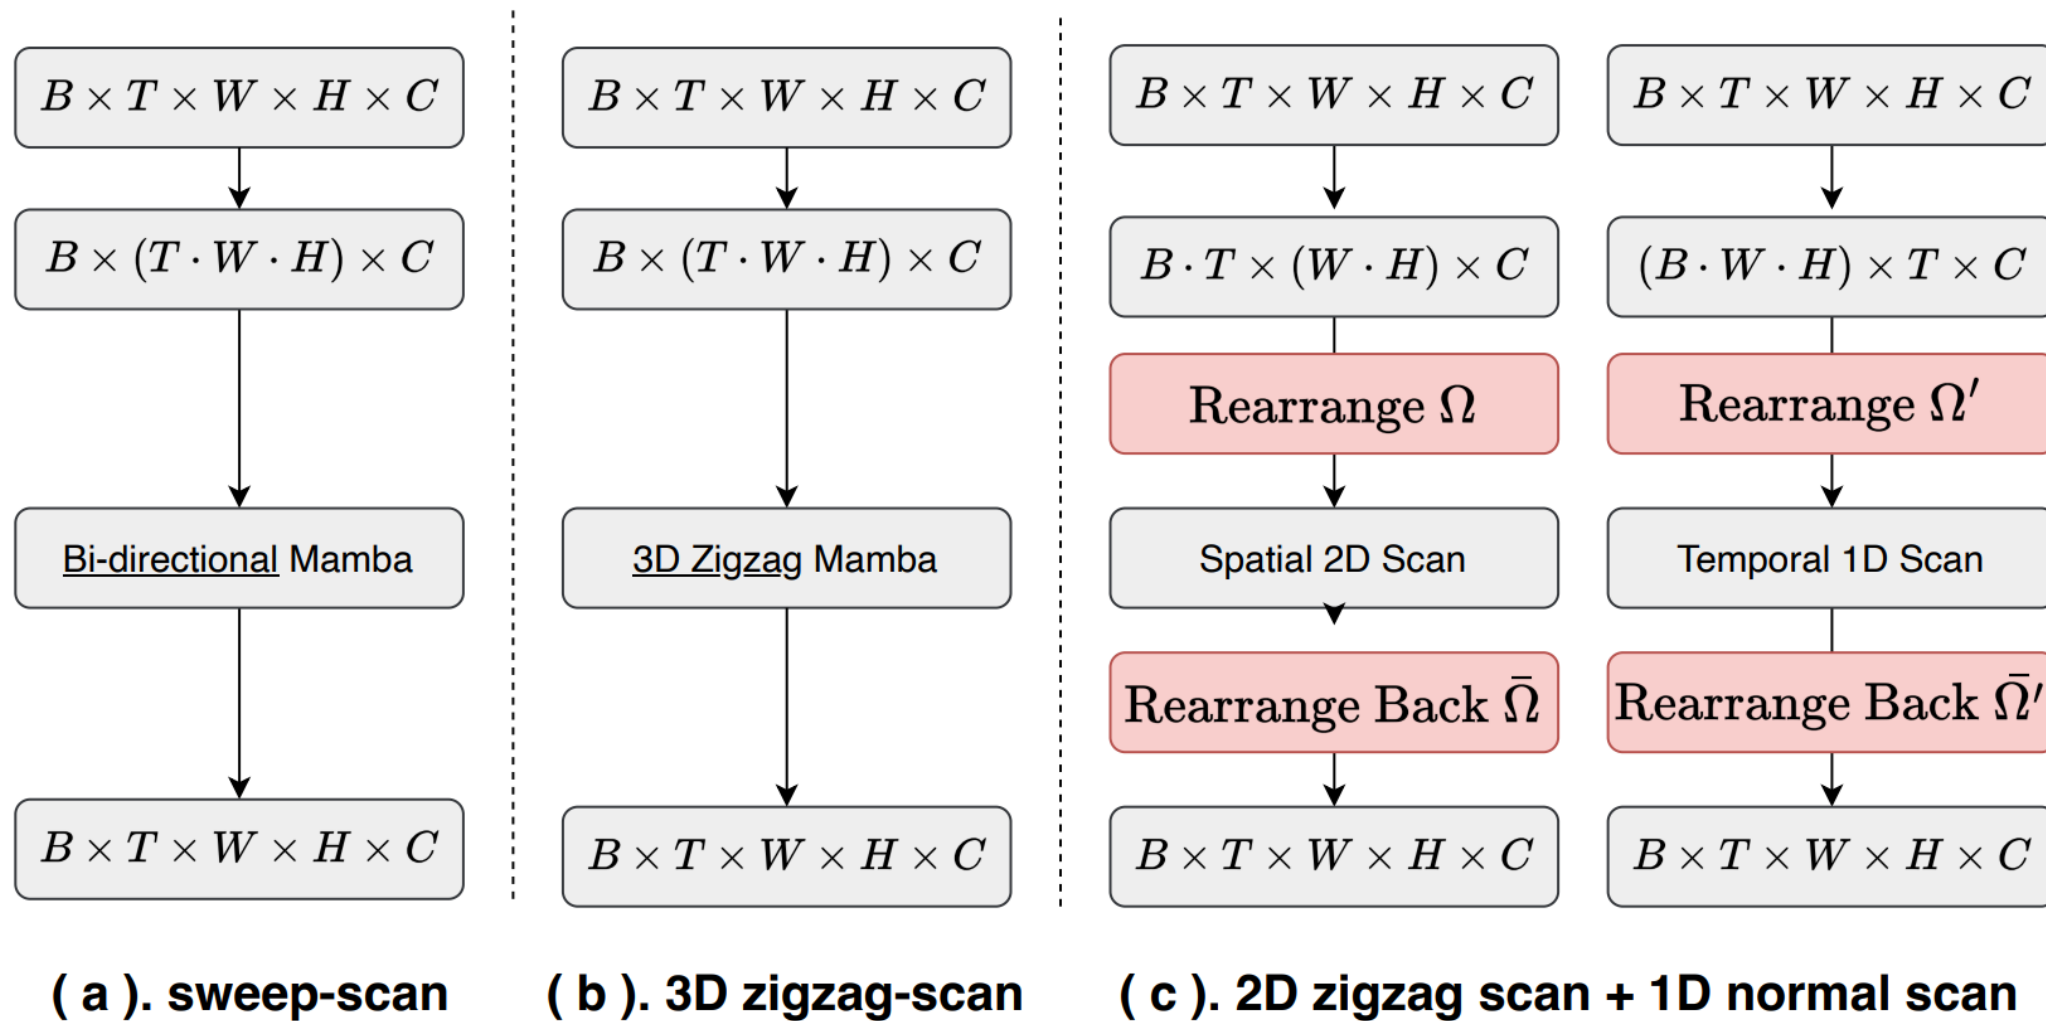 B × T × W × H × C
B × (T · W · H) × C
Bi-directional Mamba
B × T × W × H × C
( a ). sweep-scan
B × T × W × H × C
B × (T · W · H) × C
3D Zigzag Mamba
B × T × W × H × C
( b ). 3D zigzag-scan
B × T × W × H × C
B · T × (W · H) × C
Rearrange Ω
Spatial 2D Scan
Rearrange Back Ω̄
B × T × W × H × C
B × T × W × H × C
(B · W · H) × T × C
Rearrange Ω′
Temporal 1D Scan
Rearrange Back Ω̄′
B × T × W × H × C
( c ). 2D zigzag scan + 1D normal scan